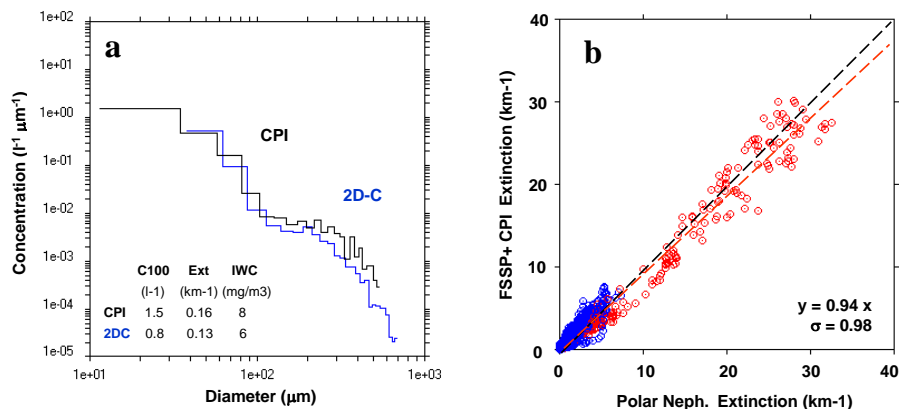 a
1e+02
1e+01
1e+00
1e-01
1e-02
1e-03
1e-04
1e-05
Concentration (l-1 μm-1)
CPI
2D-C
C100 Ext IWC
(l-1) (km-1) (mg/m3)
CPI 1.5 0.16 8
2DC 0.8 0.13 6
1e+01 1e+02 1e+03
Diameter (μm)
b
40
30
20
10
0
FSSP+ CPI Extinction (km-1)
y = 0.94 x
σ = 0.98
0 10 20 30 40
Polar Neph. Extinction (km-1)